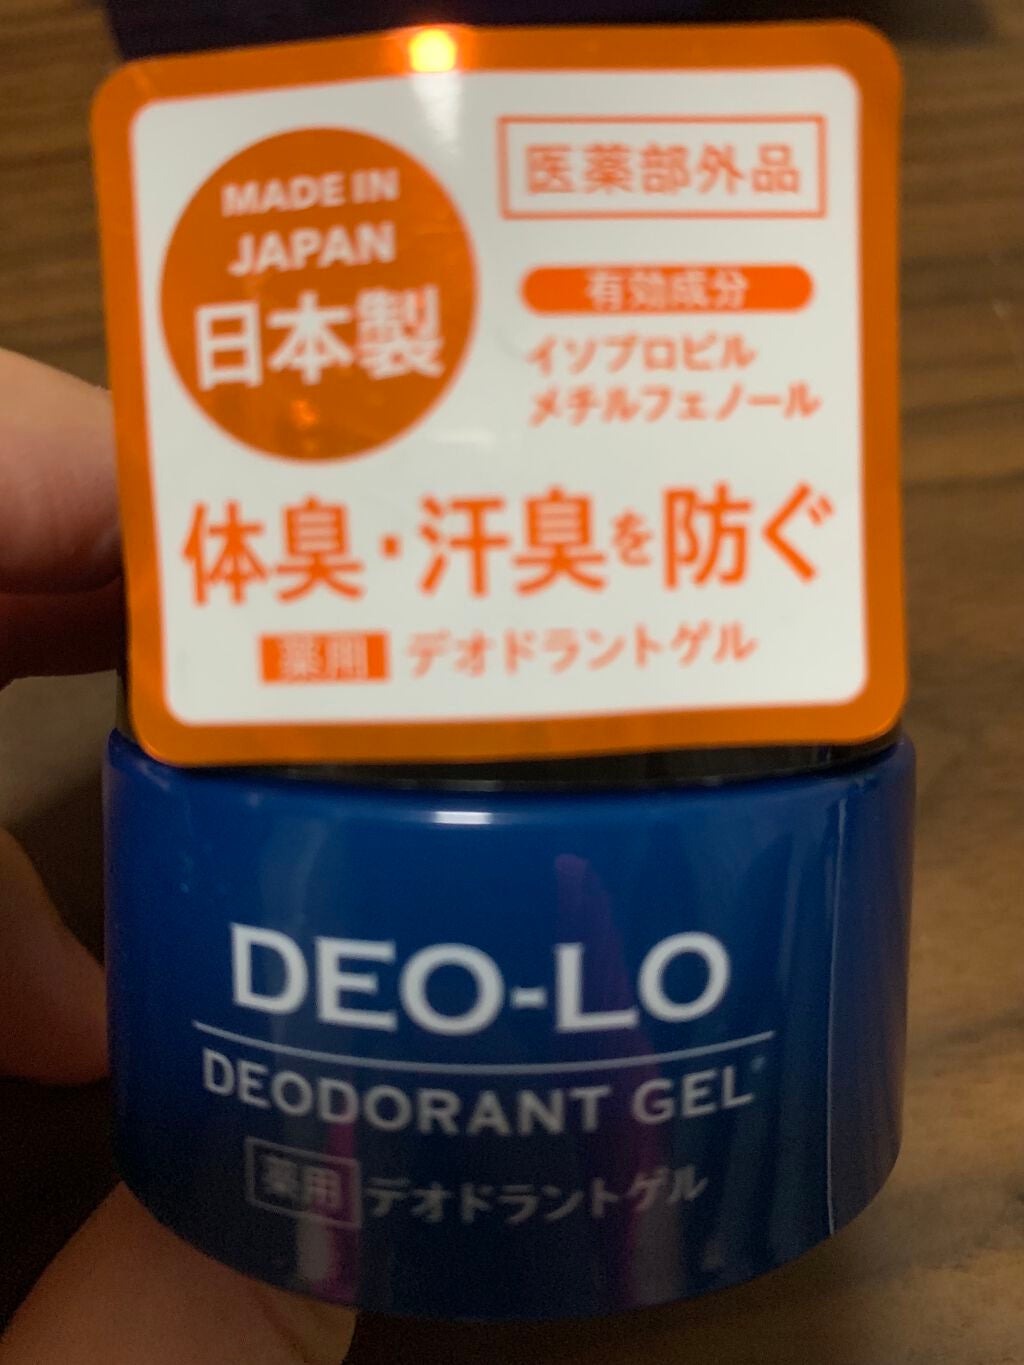 MADE IN
JAPAN
日本製
医薬部外品
有効成分
イソプロピル
メチルフェノール
体臭・汗臭を防ぐ
薬用 デオドラントゲル
DEO-LO
DEODORANT GEL
薬用 デオドラントゲル